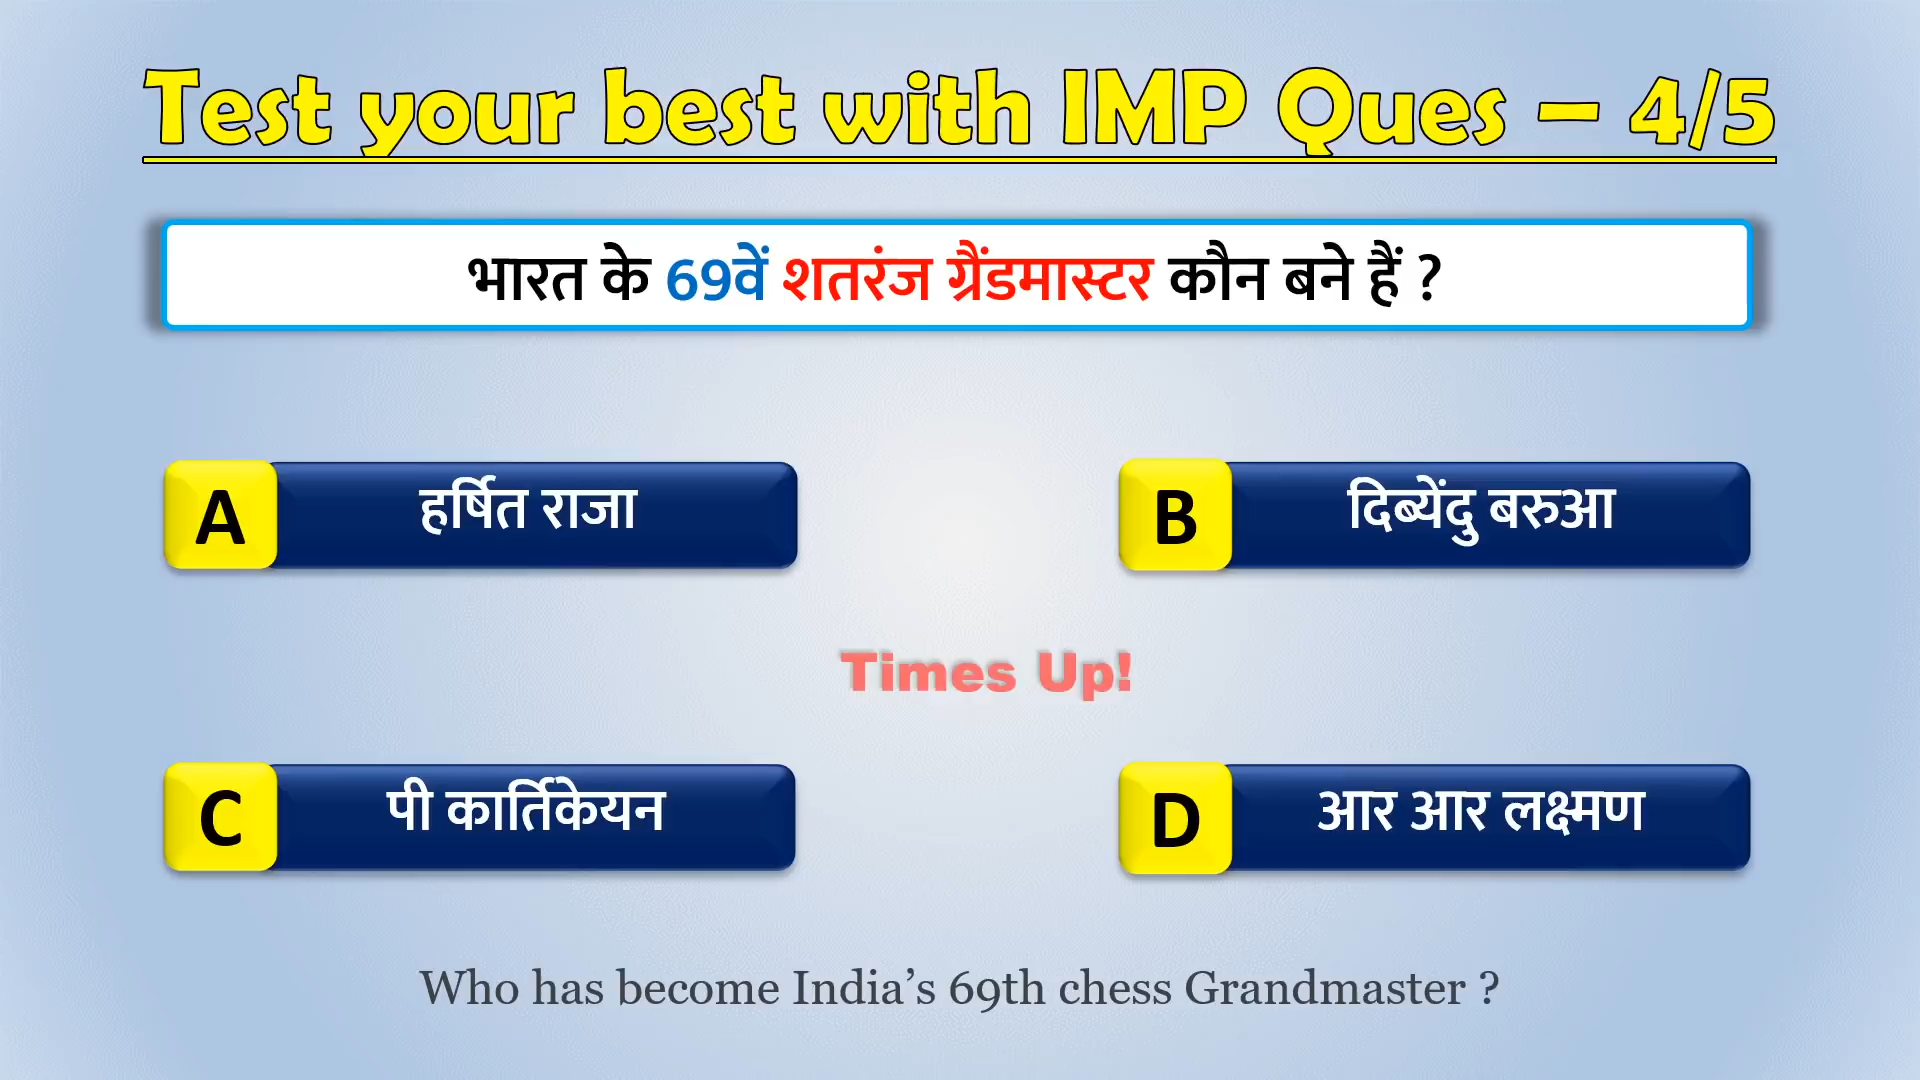 Test your best with IMP Ques – 4/5
भारत के 69वें शतरंज ग्रैंडमास्टर कौन बने हैं ?
A हर्षित राजा
B दिब्येंदु बरुआ
Times Up!
C पी कार्तिकेयन
D आर आर लक्ष्मण
Who has become India’s 69th chess Grandmaster ?